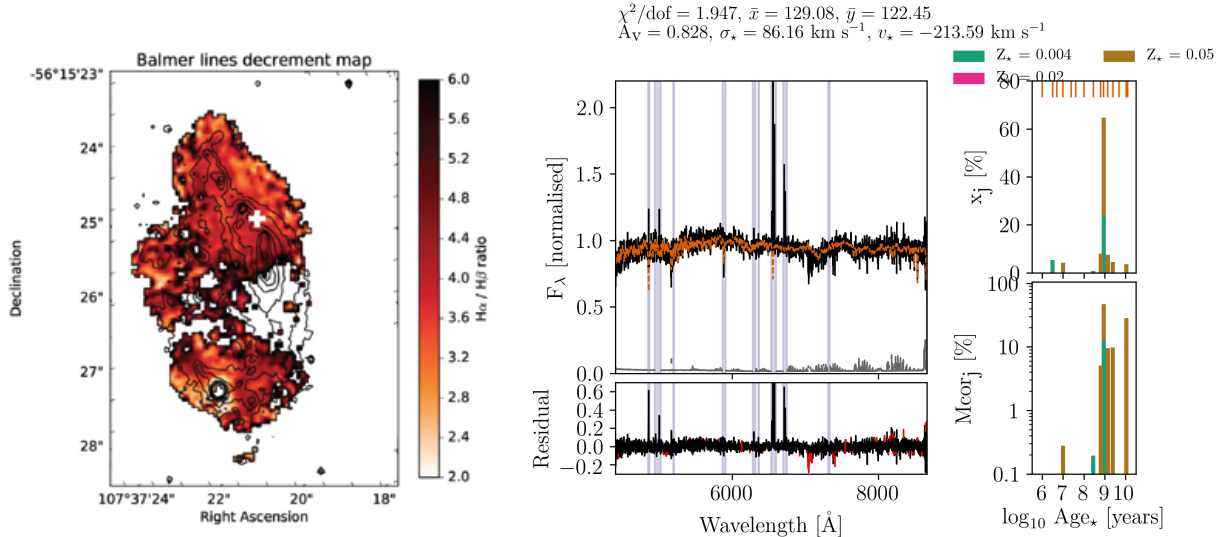 χ²/dof = 1.947, x̄ = 129.08, ȳ = 122.45
A_V = 0.828, σ⋆ = 86.16 km s⁻¹, v⋆ = −213.59 km s⁻¹
Balmer lines decrement map
-56°15'23"
24"
25"
26"
27"
28"
Declination
107°37'24" 22" 20" 18"
Right Ascension
6.0
5.6
5.2
4.8
4.4
4.0
3.6
3.2
2.8
2.4
2.0
Hα / Hβ ratio
Z⋆ = 0.004
Z⋆ = 0.02
Z⋆ = 0.05
2.0
1.5
1.0
0.5
0.0
F_λ [normalised]
0.6
0.4
0.2
0.0
−0.2
Residual
6000 8000
Wavelength [Å]
80
60
40
20
0
x_j [%]
100
10
1
0.1
Mcor_j [%]
6 7 8 9 10
log₁₀ Age⋆ [years]